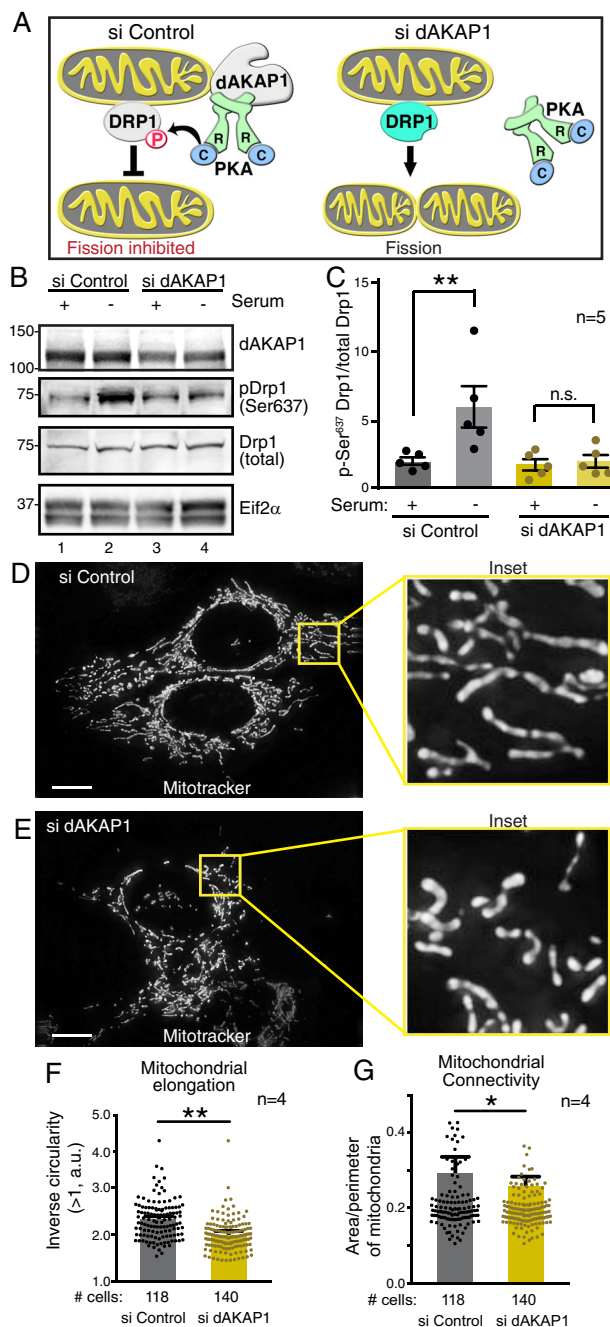 A
si Control
si dAKAP1
dAKAP1
DRP1
P
R
R
C
C
PKA
Fission inhibited
DRP1
PKA
R
R
C
C
Fission
B
si Control si dAKAP1
+ - + - Serum
150
100
dAKAP1
75
pDrp1
(Ser637)
75
Drp1
(total)
37
Eif2α
1 2 3 4
C
p-Ser637 Drp1/total Drp1
15
10
5
0
**
n.s.
n=5
Serum: + - + -
si Control si dAKAP1
D
si Control
Mitotracker
Inset
E
si dAKAP1
Mitotracker
Inset
F
Mitochondrial
elongation
n=4
**
Inverse circularity
(>1, a.u.)
5.0
4.0
3.0
2.0
1.0
# cells: 118 140
si Control si dAKAP1
G
Mitochondrial
Connectivity
n=4
*
Area/perimeter
of mitochondria
0.4
0.2
0.0
# cells: 118 140
si Control si dAKAP1